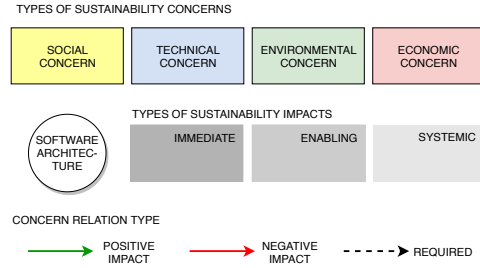 TYPES OF SUSTAINABILITY CONCERNS
SOCIAL
CONCERN
TECHNICAL
CONCERN
ENVIRONMENTAL
CONCERN
ECONOMIC
CONCERN
SOFTWARE
ARCHITEC-
TURE
TYPES OF SUSTAINABILITY IMPACTS
IMMEDIATE
ENABLING
SYSTEMIC
CONCERN RELATION TYPE
POSITIVE
IMPACT
NEGATIVE
IMPACT
REQUIRED